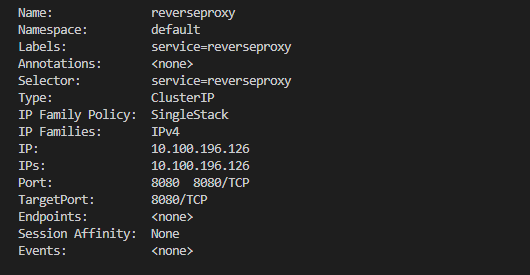 Name: reverseproxy
Namespace: default
Labels: service=reverseproxy
Annotations: <none>
Selector: service=reverseproxy
Type: ClusterIP
IP Family Policy: SingleStack
IP Families: IPv4
IP: 10.100.196.126
IPs: 10.100.196.126
Port: 8080 8080/TCP
TargetPort: 8080/TCP
Endpoints: <none>
Session Affinity: None
Events: <none>